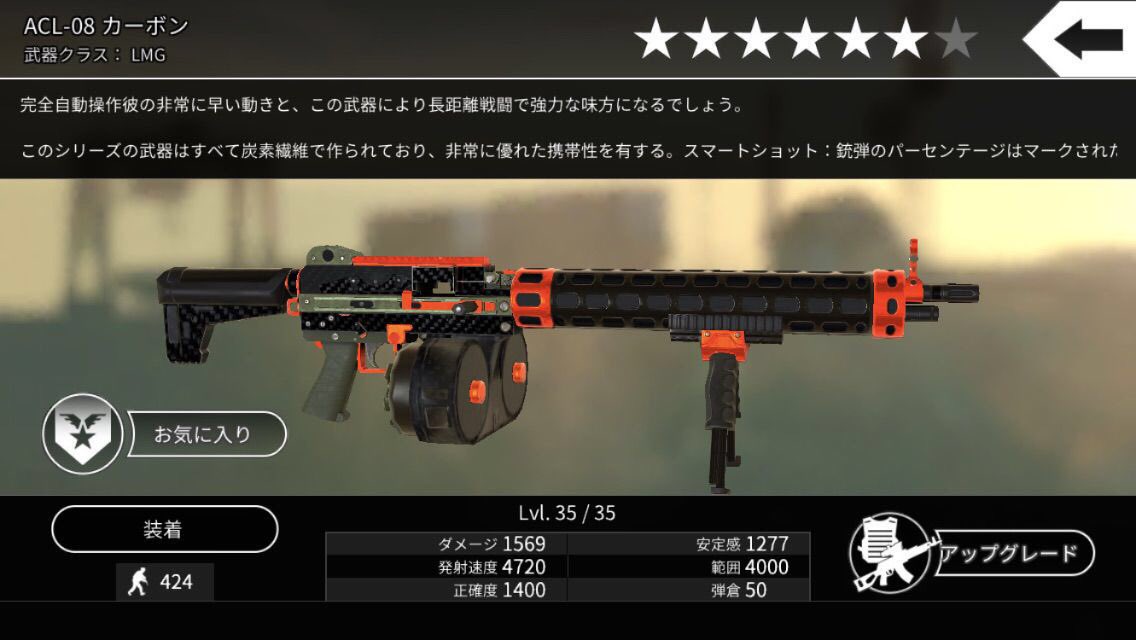 ACL-08 カーボン
武器クラス： LMG
完全自動操作彼の非常に早い動きと、この武器により長距離戦闘で強力な味方になるでしょう。
このシリーズの武器はすべて炭素繊維で作られており、非常に優れた携帯性を有する。スマートショット：銃弾のパーセンテージはマークされた
お気に入り
装着
424
Lvl. 35 / 35
ダメージ 1569 安定感 1277
発射速度 4720 範囲 4000
正確度 1400 弾倉 50
アップグレード